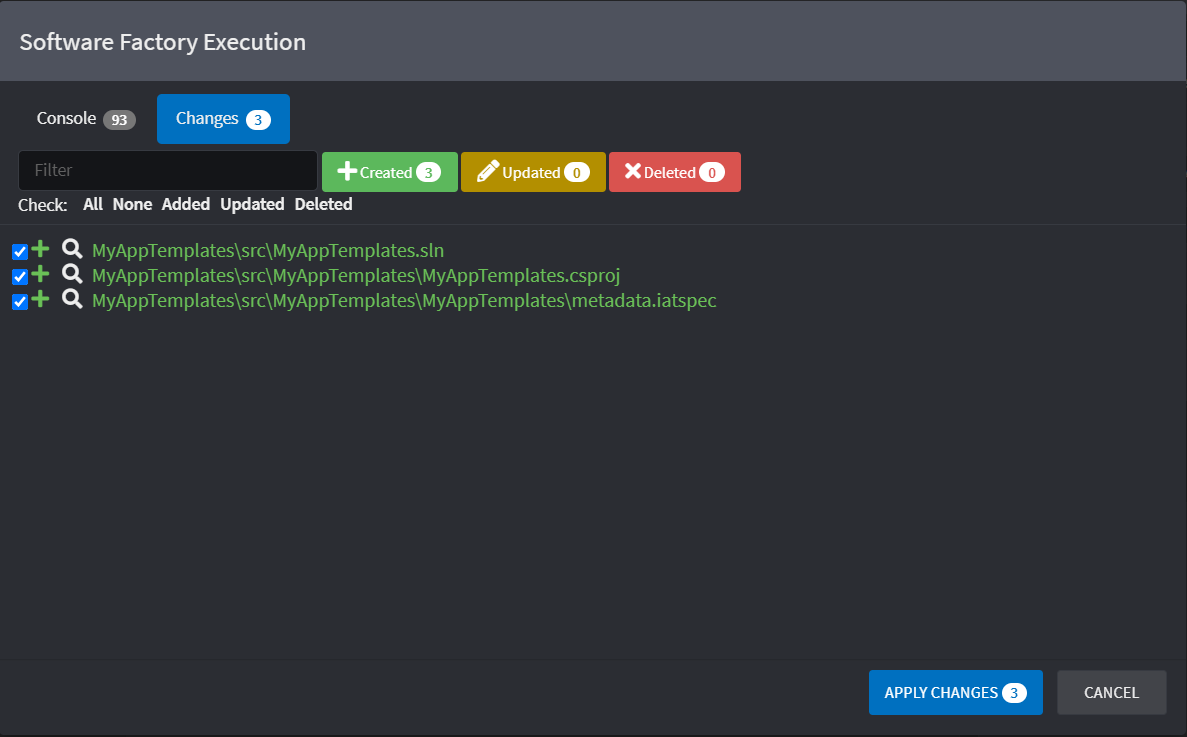 Software Factory Execution
Console 93 Changes 3
Filter Created 3 Updated 0 Deleted 0
Check: All None Added Updated Deleted
MyAppTemplates\src\MyAppTemplates.sln
MyAppTemplates\src\MyAppTemplates\MyAppTemplates.csproj
MyAppTemplates\src\MyAppTemplates\MyAppTemplates\metadata.iatspec
APPLY CHANGES 3 CANCEL